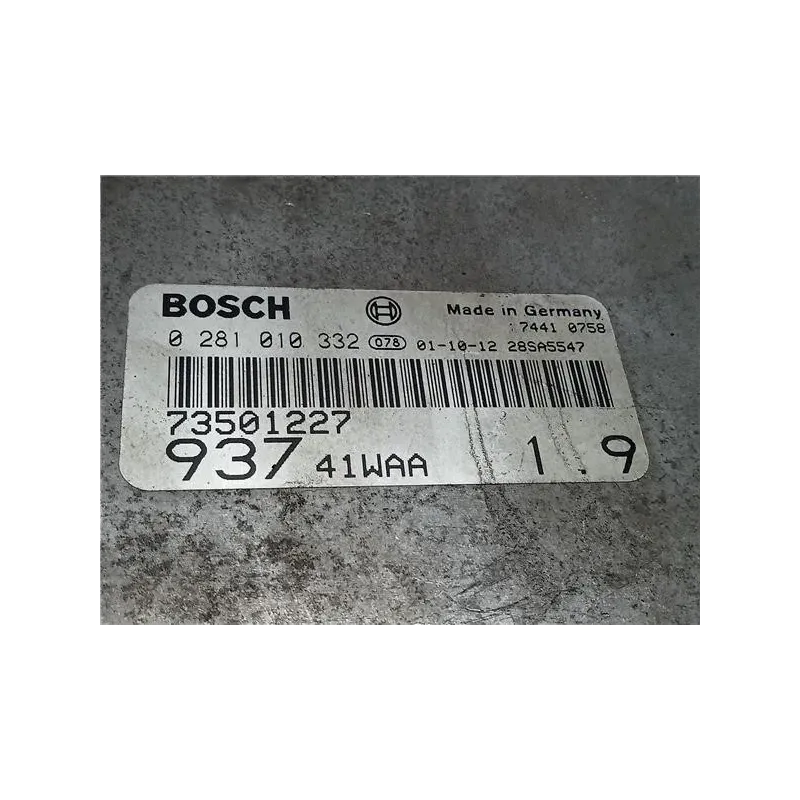 BOSCH Made in Germany
:7441 0758
0 281 010 332 078 01-10-12 28SA5547
73501227
937 41WAA 1.9